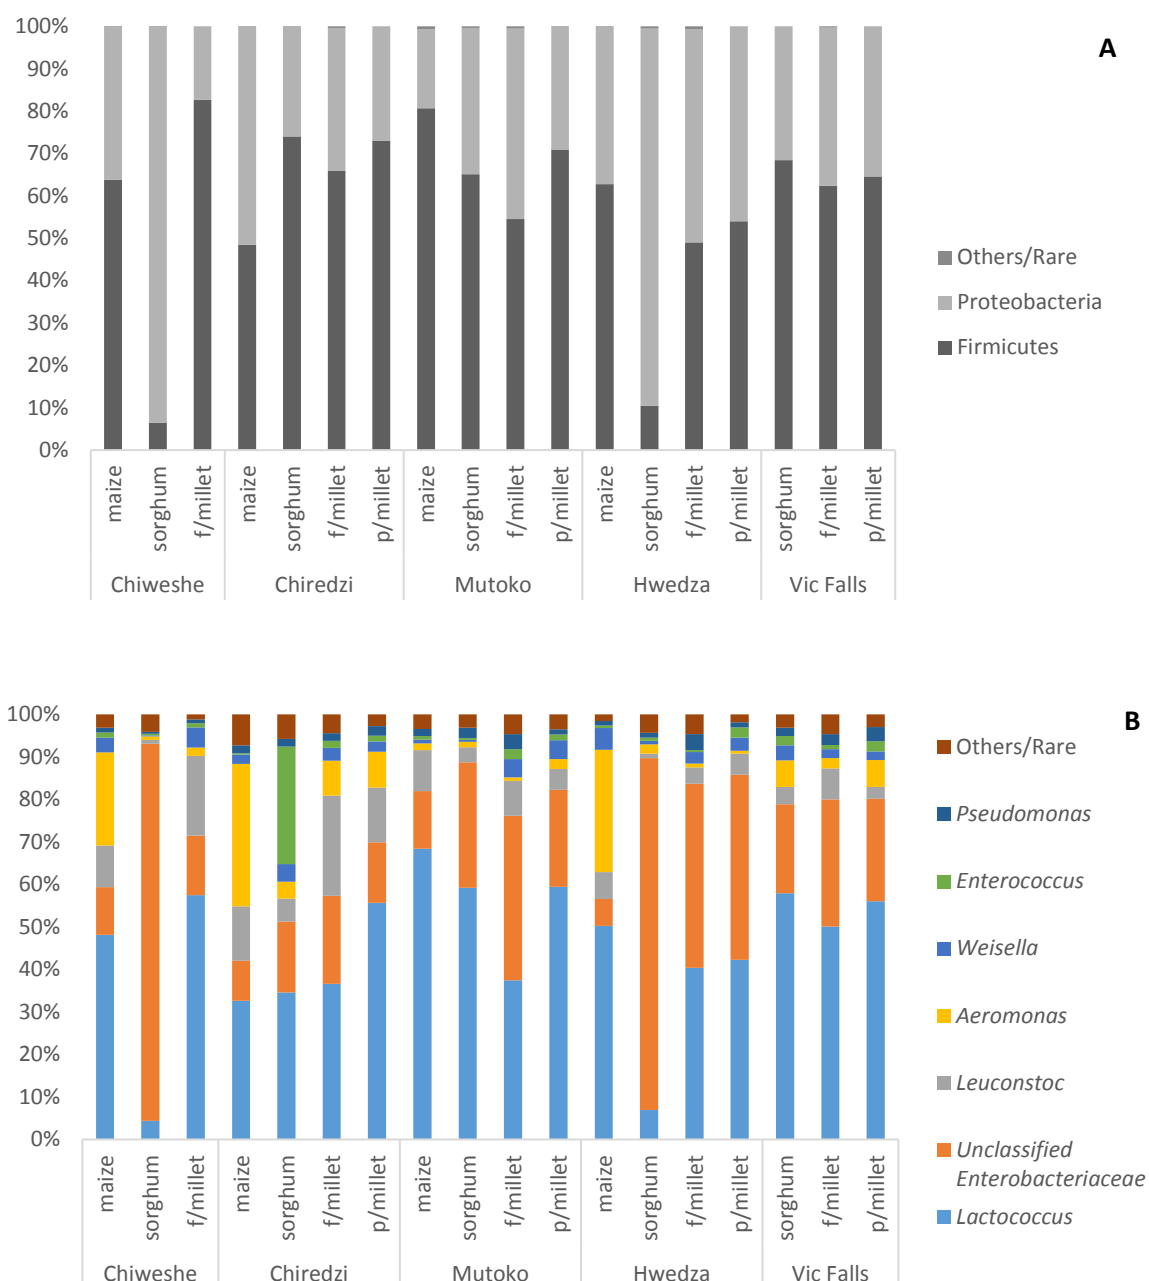 A
100%
90%
80%
70%
60%
50%
40%
30%
20%
10%
0%
maize
sorghum
f/millet
maize
sorghum
f/millet
p/millet
maize
sorghum
f/millet
p/millet
maize
sorghum
f/millet
p/millet
sorghum
f/millet
p/millet
Chiweshe
Chiredzi
Mutoko
Hwedza
Vic Falls
Others/Rare
Proteobacteria
Firmicutes
B
100%
90%
80%
70%
60%
50%
40%
30%
20%
10%
0%
maize
sorghum
f/millet
maize
sorghum
f/millet
p/millet
maize
sorghum
f/millet
p/millet
maize
sorghum
f/millet
p/millet
sorghum
f/millet
p/millet
Chiweshe
Chiredzi
Mutoko
Hwedza
Vic Falls
Others/Rare
Pseudomonas
Enterococcus
Weisella
Aeromonas
Leuconstoc
Unclassified
Enterobacteriaceae
Lactococcus